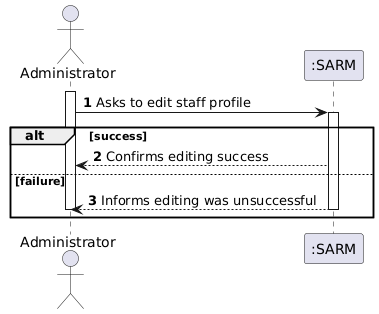 Administrator
:SARM
1 Asks to edit staff profile
alt [success]
2 Confirms editing success
[failure]
3 Informs editing was unsuccessful
Administrator
:SARM